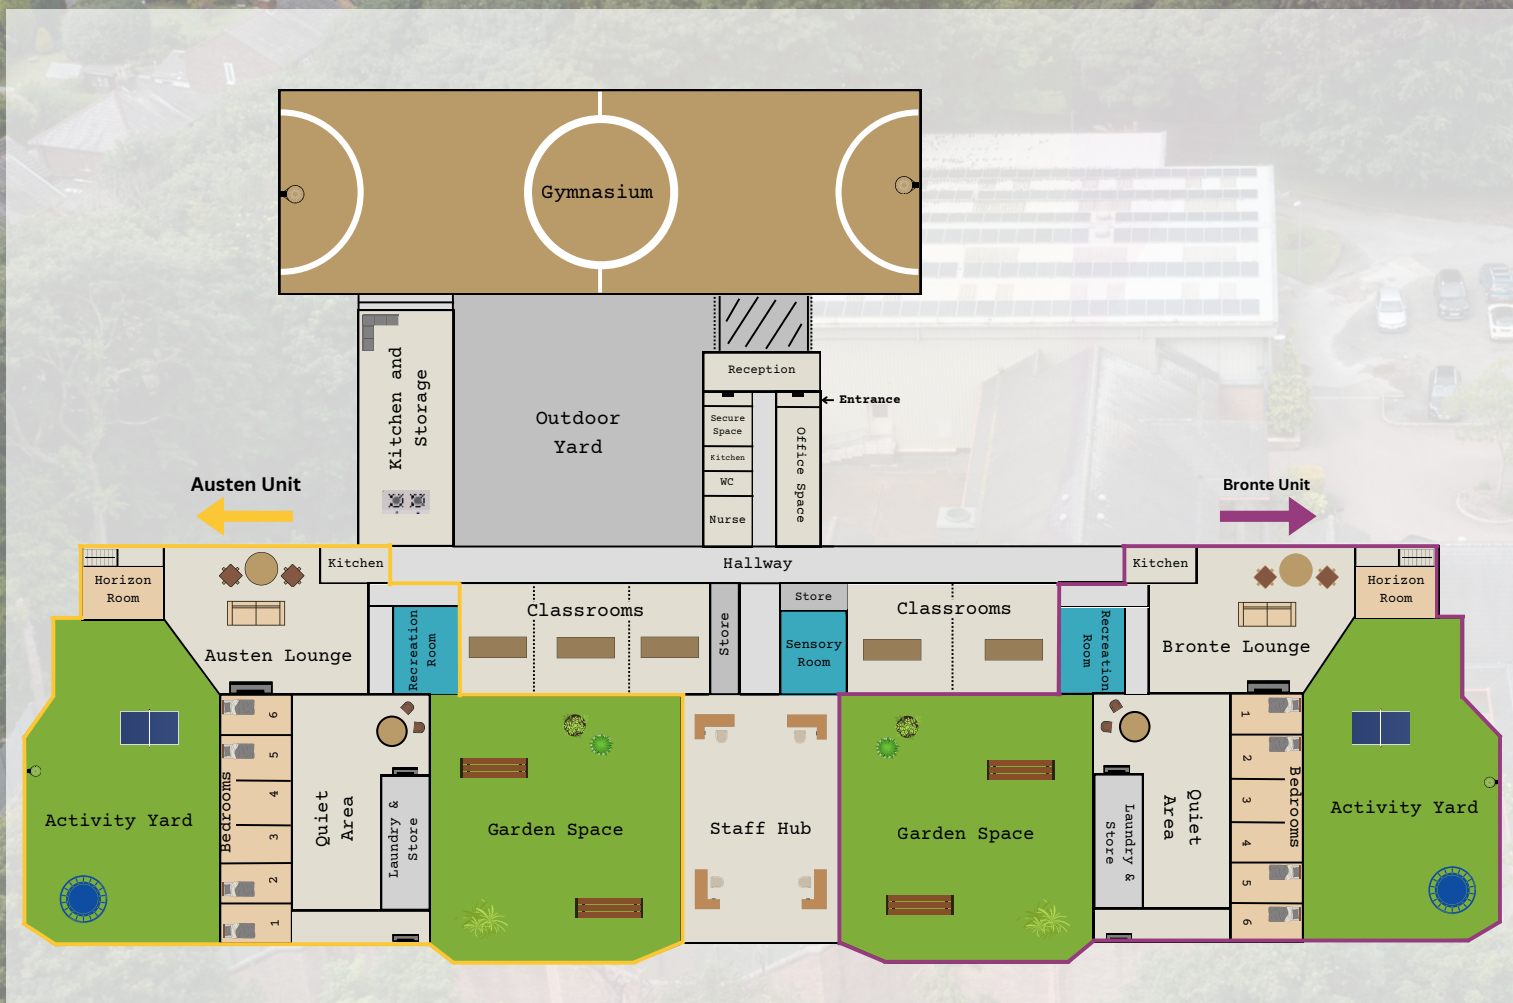 Gymnasium
Kitchen and
Storage
Outdoor
Yard
Reception
Entrance
Secure
Space
Kitchen
WC
Nurse
Office Space
Austen Unit
Bronte Unit
Hallway
Kitchen
Horizon
Room
Austen Lounge
Recreation
Room
Classrooms
Store
Store
Sensory
Room
Classrooms
Recreation
Room
Kitchen
Bronte Lounge
Horizon
Room
Activity Yard
Bedrooms
6
5
4
3
2
1
Quiet
Area
Laundry &
Store
Garden Space
Staff Hub
Garden Space
Laundry &
Store
Quiet
Area
1
2
3
4
5
6
Bedrooms
Activity Yard